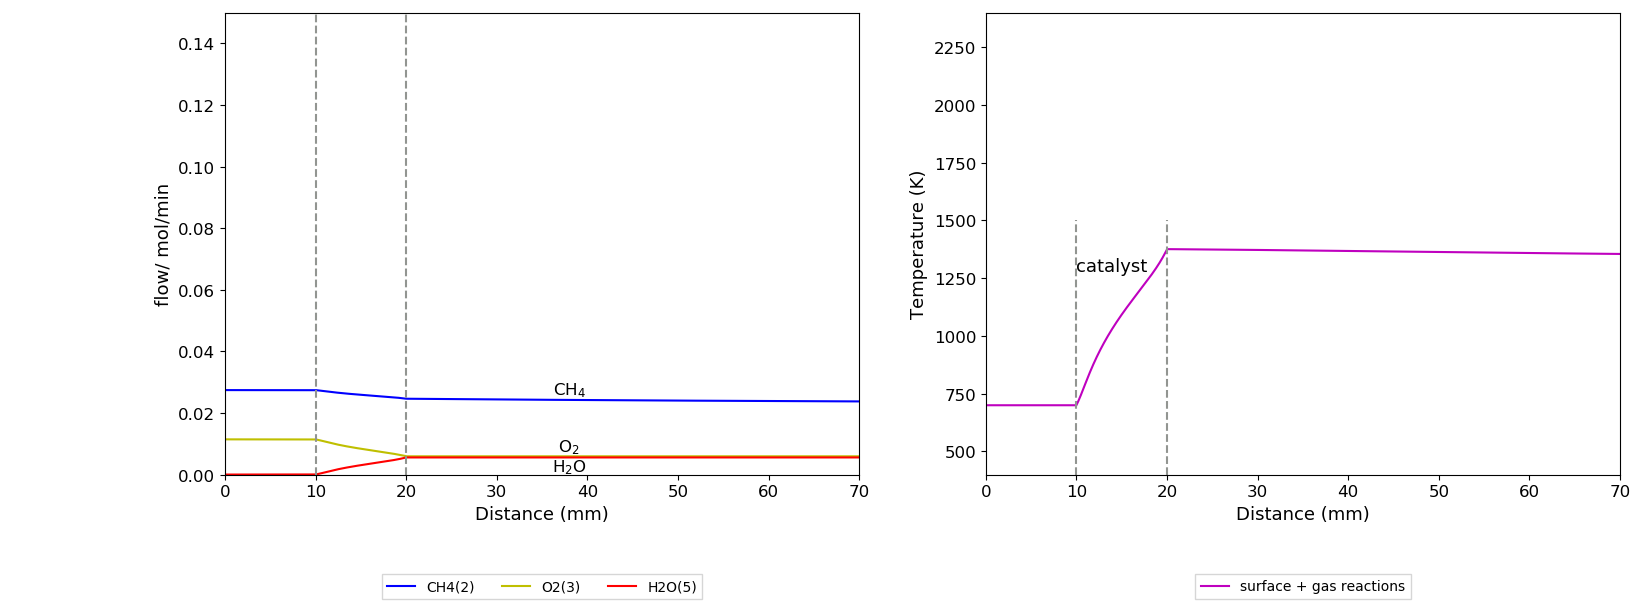 0.14
0.12
0.10
0.08
0.06
0.04
0.02
0.00
flow/ mol/min
CH₄
O₂
H₂O
0 10 20 30 40 50 60 70
Distance (mm)
CH4(2) O2(3) H2O(5)
2250
2000
1750
1500
1250
1000
750
500
Temperature (K)
catalyst
0 10 20 30 40 50 60 70
Distance (mm)
surface + gas reactions